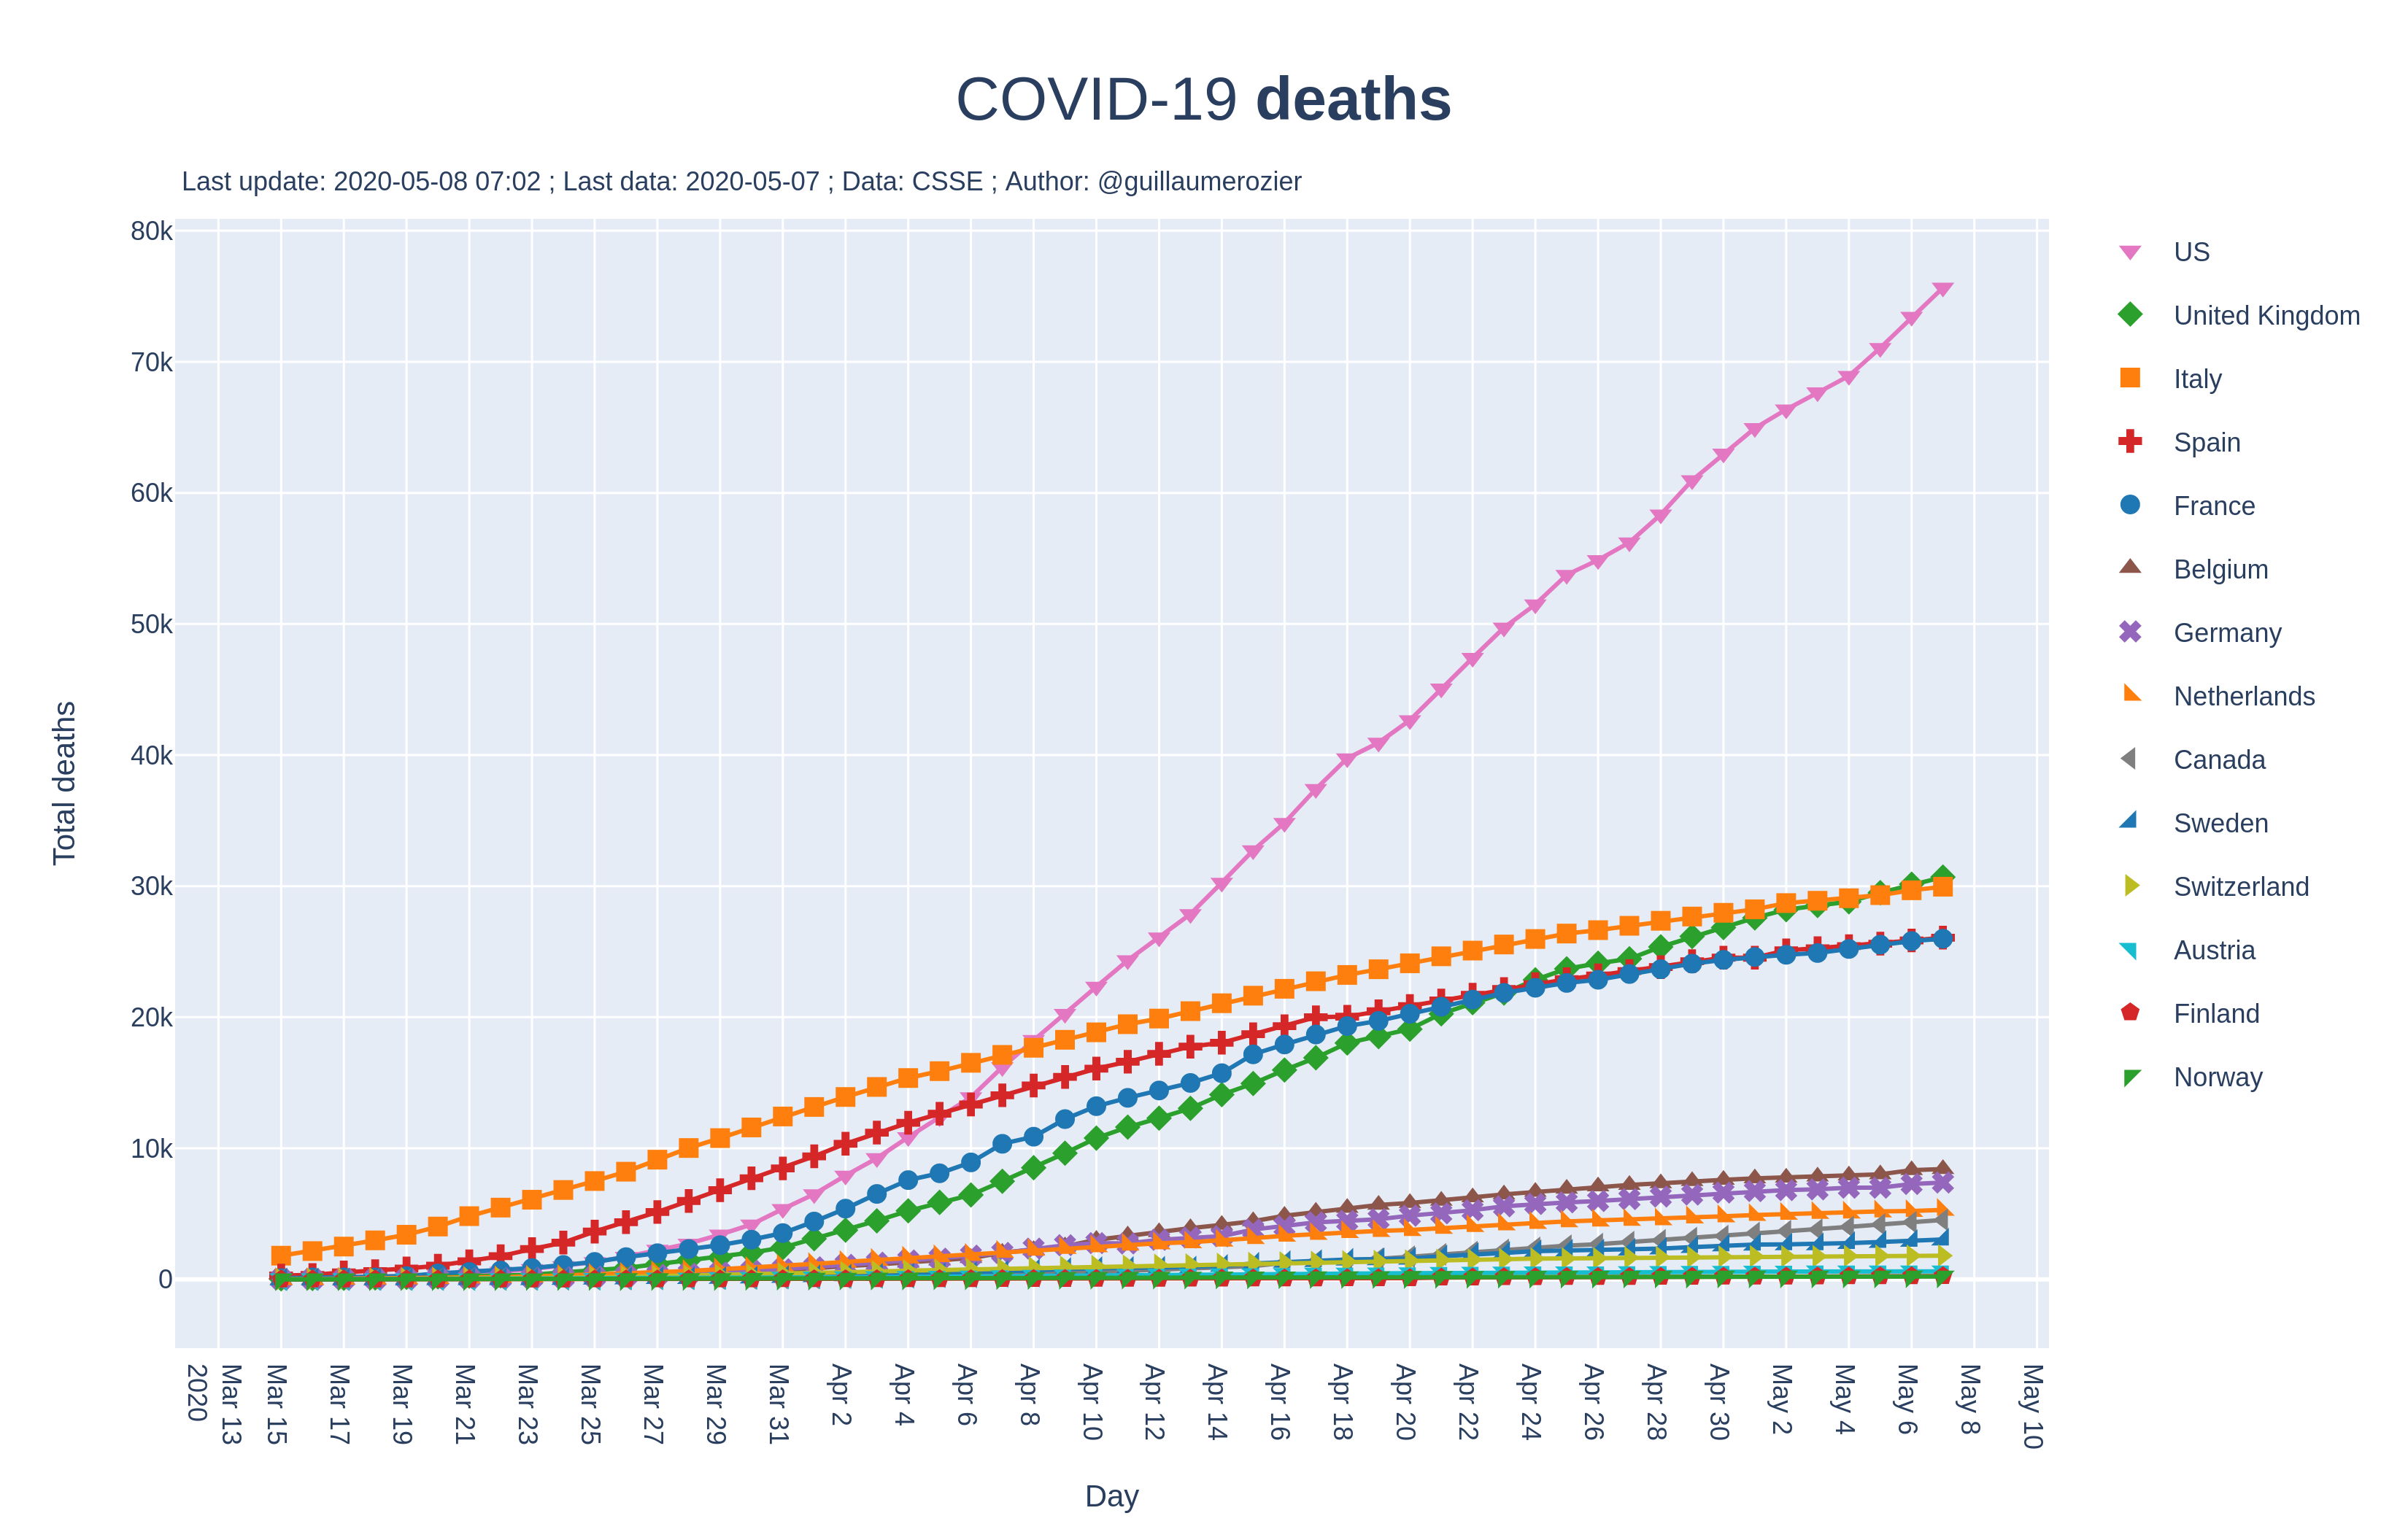 COVID-19 deaths
Last update: 2020-05-08 07:02 ; Last data: 2020-05-07 ; Data: CSSE ; Author: @guillaumerozier
80k
70k
60k
50k
40k
30k
20k
10k
0
Total deaths
Mar 13
2020
Mar 15
Mar 17
Mar 19
Mar 21
Mar 23
Mar 25
Mar 27
Mar 29
Mar 31
Apr 2
Apr 4
Apr 6
Apr 8
Apr 10
Apr 12
Apr 14
Apr 16
Apr 18
Apr 20
Apr 22
Apr 24
Apr 26
Apr 28
Apr 30
May 2
May 4
May 6
May 8
May 10
Day
US
United Kingdom
Italy
Spain
France
Belgium
Germany
Netherlands
Canada
Sweden
Switzerland
Austria
Finland
Norway